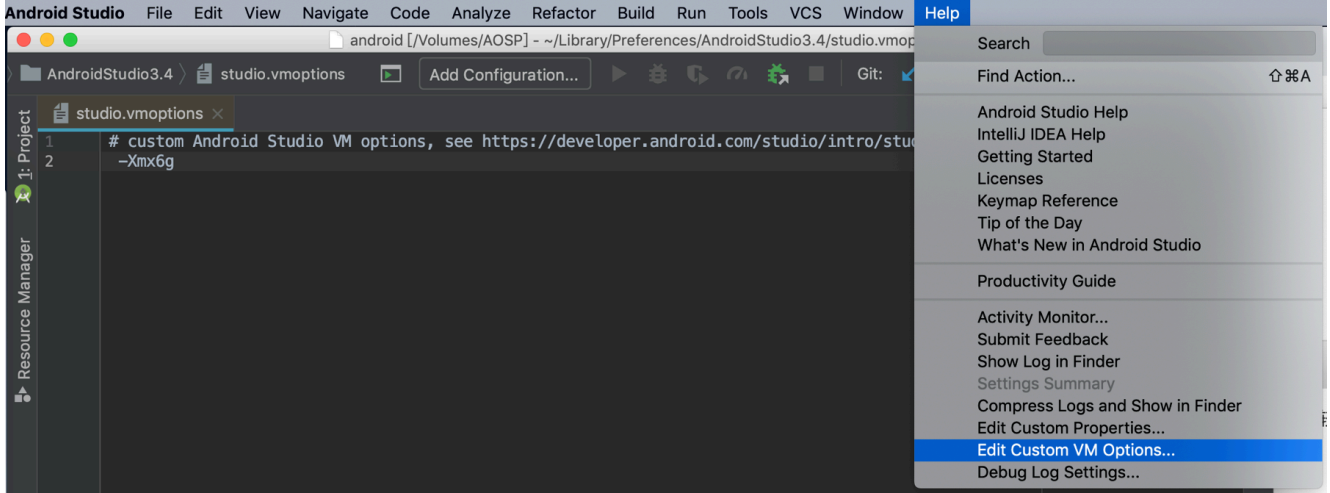 Android Studio File Edit View Navigate Code Analyze Refactor Build Run Tools VCS Window Help
android [/Volumes/AOSP] - ~/Library/Preferences/AndroidStudio3.4/studio.vmop
AndroidStudio3.4 studio.vmoptions Add Configuration... Git:
studio.vmoptions
1: Project
Resource Manager
1 # custom Android Studio VM options, see https://developer.android.com/studio/intro/stud
2 -Xmx6g
Search
Find Action... ⇧⌘A
Android Studio Help
IntelliJ IDEA Help
Getting Started
Licenses
Keymap Reference
Tip of the Day
What's New in Android Studio
Productivity Guide
Activity Monitor...
Submit Feedback
Show Log in Finder
Settings Summary
Compress Logs and Show in Finder
Edit Custom Properties...
Edit Custom VM Options...
Debug Log Settings...